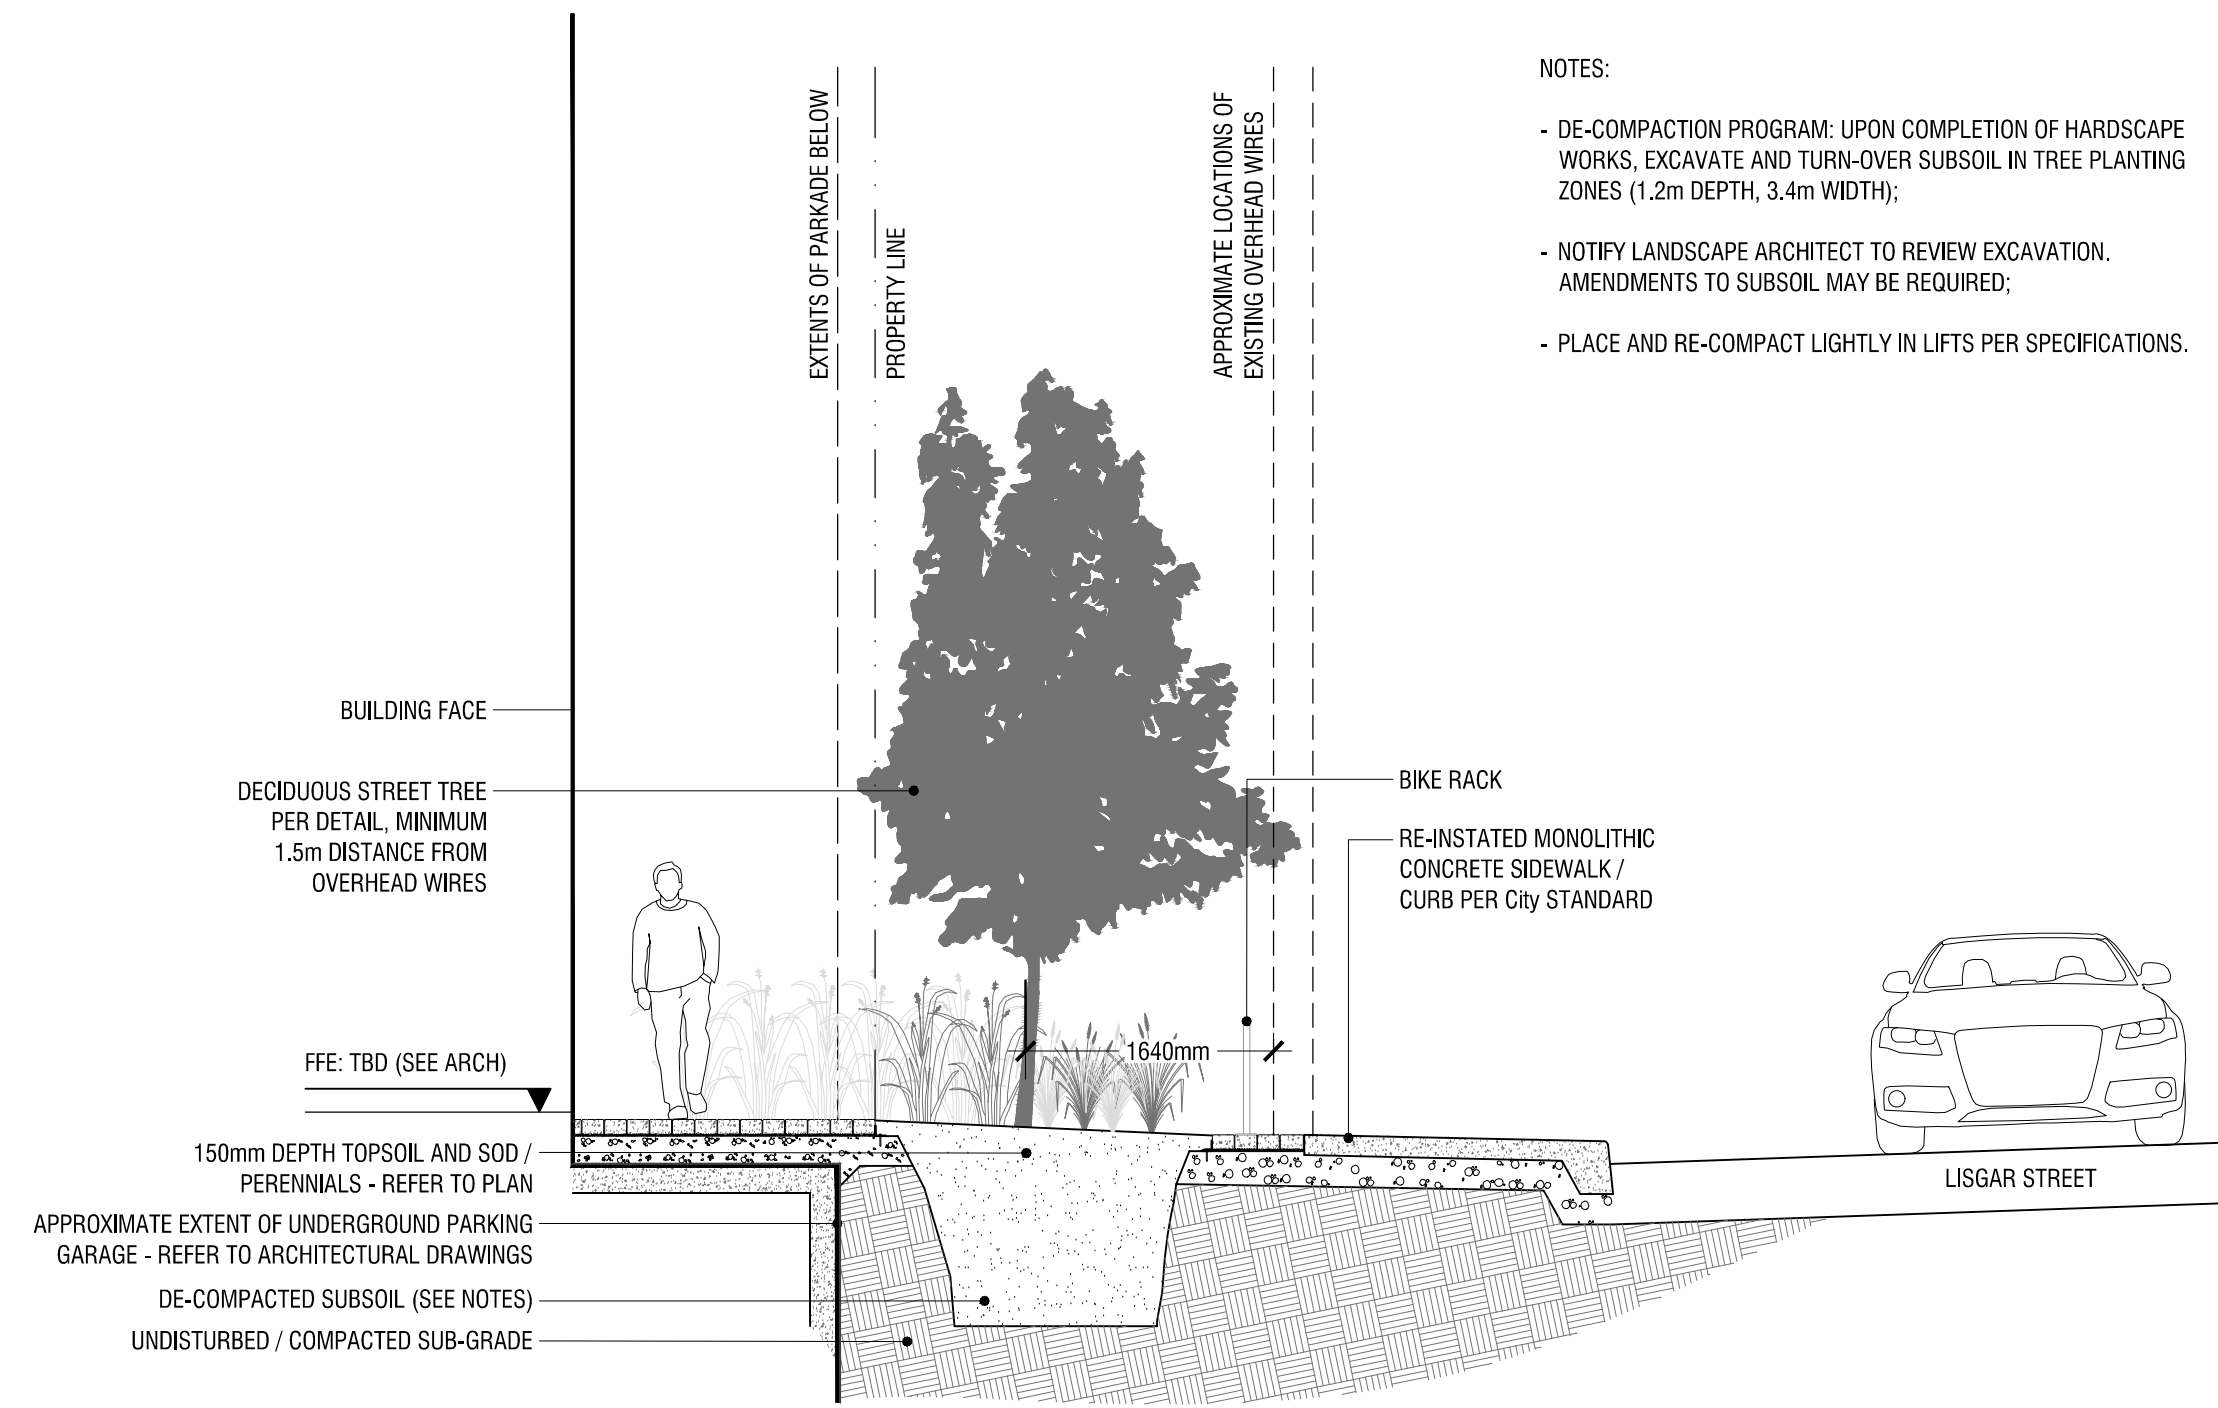 NOTES:
- DE-COMPACTION PROGRAM: UPON COMPLETION OF HARDSCAPE
WORKS, EXCAVATE AND TURN-OVER SUBSOIL IN TREE PLANTING
ZONES (1.2m DEPTH, 3.4m WIDTH);
- NOTIFY LANDSCAPE ARCHITECT TO REVIEW EXCAVATION.
AMENDMENTS TO SUBSOIL MAY BE REQUIRED;
- PLACE AND RE-COMPACT LIGHTLY IN LIFTS PER SPECIFICATIONS.
EXTENTS OF PARKADE BELOW
PROPERTY LINE
APPROXIMATE LOCATIONS OF
EXISTING OVERHEAD WIRES
BUILDING FACE
DECIDUOUS STREET TREE
PER DETAIL, MINIMUM
1.5m DISTANCE FROM
OVERHEAD WIRES
BIKE RACK
RE-INSTATED MONOLITHIC
CONCRETE SIDEWALK /
CURB PER City STANDARD
1640mm
FFE: TBD (SEE ARCH)
150mm DEPTH TOPSOIL AND SOD /
PERENNIALS - REFER TO PLAN
APPROXIMATE EXTENT OF UNDERGROUND PARKING
GARAGE - REFER TO ARCHITECTURAL DRAWINGS
DE-COMPACTED SUBSOIL (SEE NOTES)
UNDISTURBED / COMPACTED SUB-GRADE
LISGAR STREET